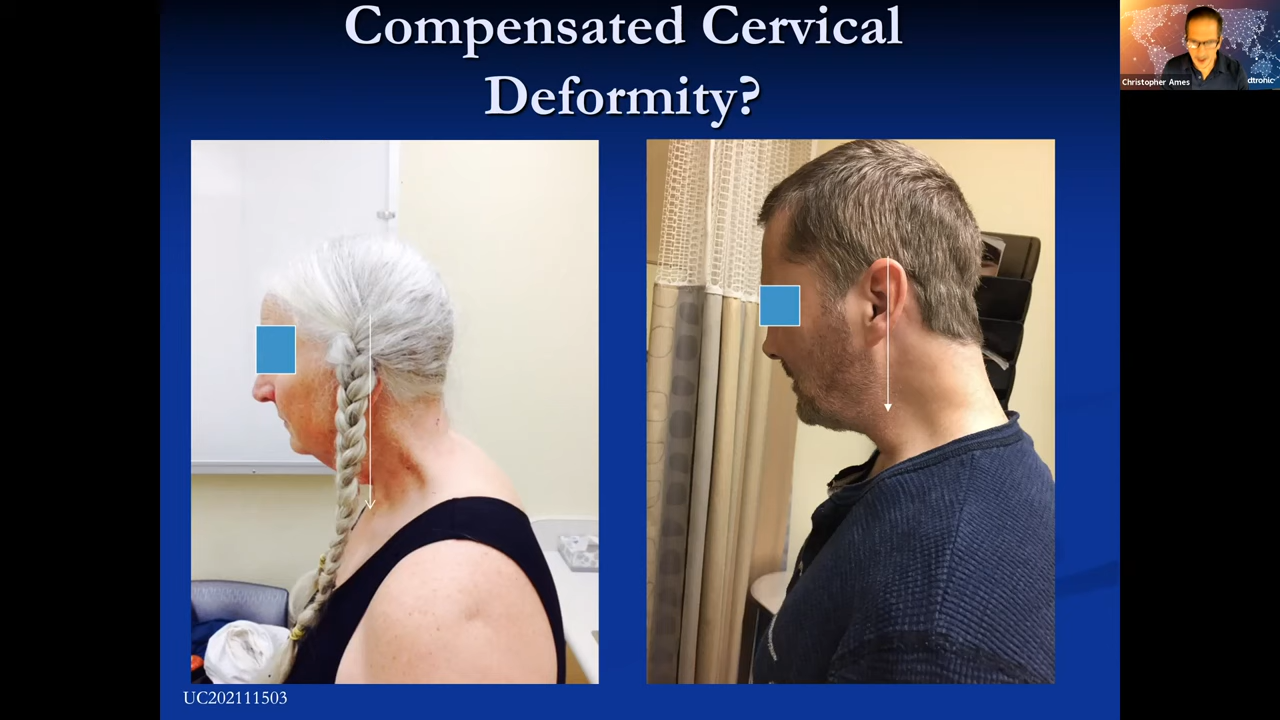 Compensated Cervical
Deformity?
Christopher Ames
dtronic
UC202111503